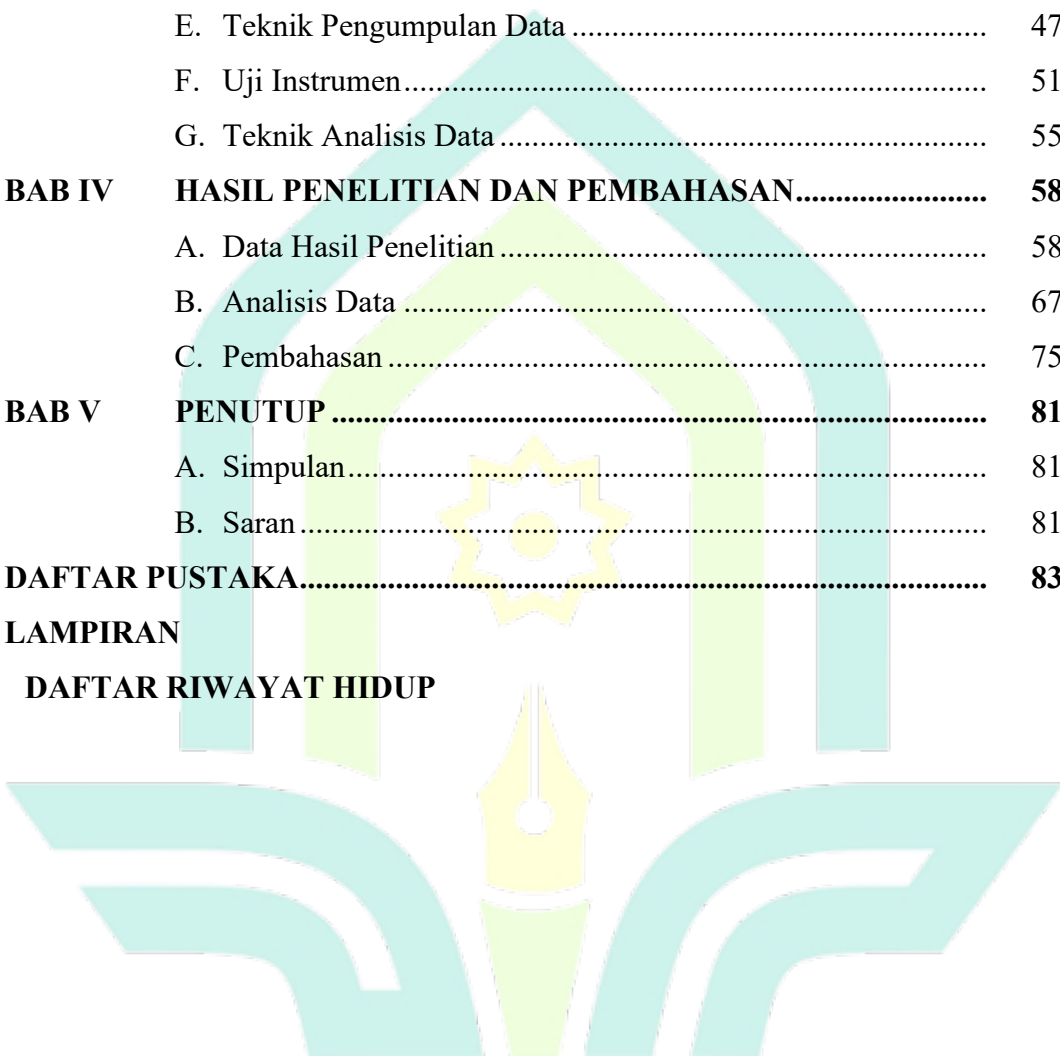 E. Teknik Pengumpulan Data ........................................................ 47
F. Uji Instrumen ............................................................................... 51
G. Teknik Analisis Data .................................................................. 55
BAB IV HASIL PENELITIAN DAN PEMBAHASAN ........................ 58
A. Data Hasil Penelitian .................................................................. 58
B. Analisis Data ............................................................................... 67
C. Pembahasan ................................................................................. 75
BAB V PENUTUP ......................................................................................... 81
A. Simpulan ....................................................................................... 81
B. Saran ............................................................................................. 81
DAFTAR PUSTAKA ............................................................................................ 83
LAMPIRAN
DAFTAR RIWAYAT HIDUP